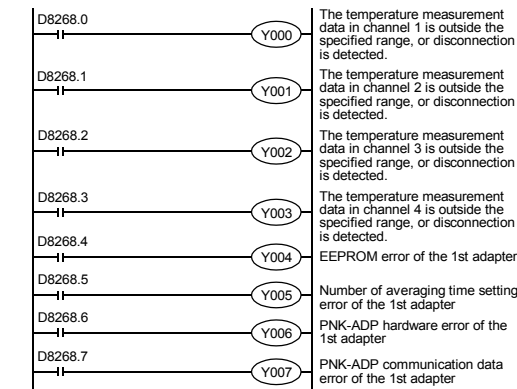 D8268.0
Y000
The temperature measurement
data in channel 1 is outside the
specified range, or disconnection
is detected.
D8268.1
Y001
The temperature measurement
data in channel 2 is outside the
specified range, or disconnection
is detected.
D8268.2
Y002
The temperature measurement
data in channel 3 is outside the
specified range, or disconnection
is detected.
D8268.3
Y003
The temperature measurement
data in channel 4 is outside the
specified range, or disconnection
is detected.
D8268.4
Y004
EEPROM error of the 1st adapter
D8268.5
Y005
Number of averaging time setting
error of the 1st adapter
D8268.6
Y006
PNK-ADP hardware error of the
1st adapter
D8268.7
Y007
PNK-ADP communication data
error of the 1st adapter